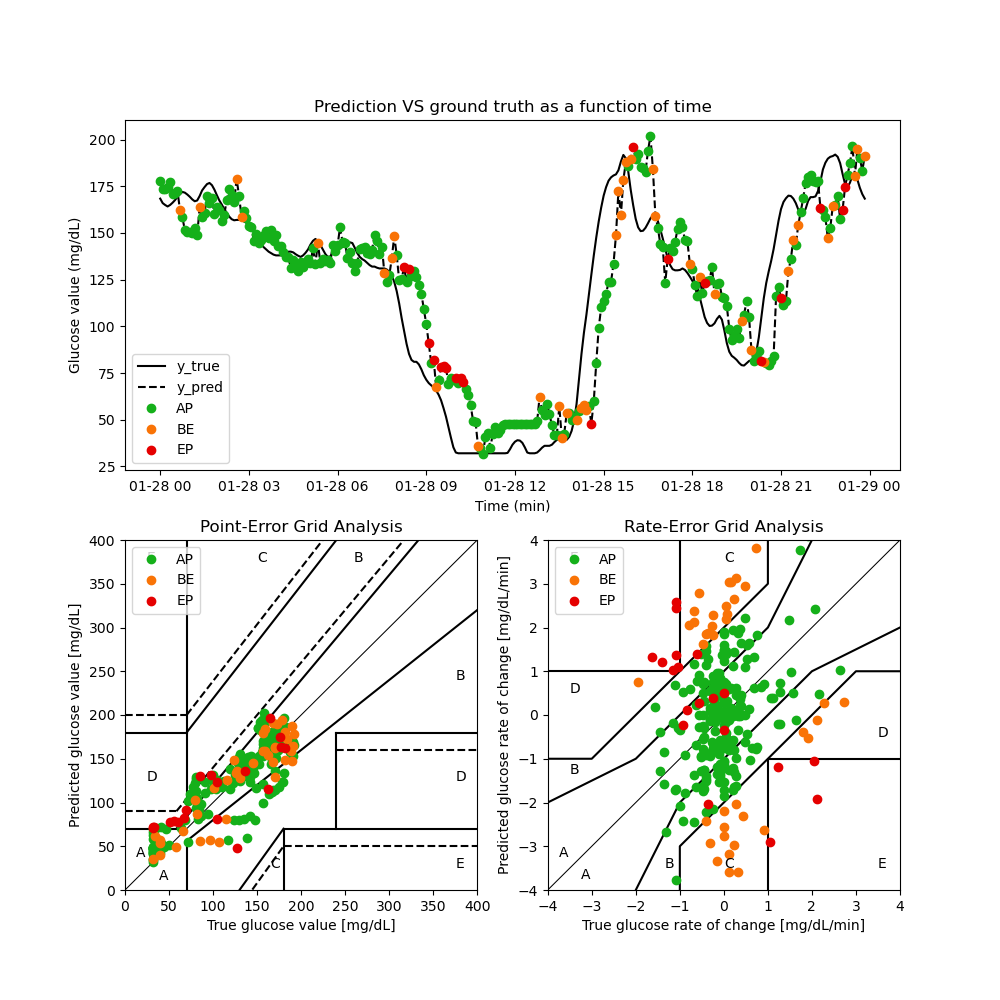 Prediction VS ground truth as a function of time
Glucose value (mg/dL)
200
175
150
125
100
75
50
25
y_true
y_pred
AP
BE
EP
01-28 00 01-28 03 01-28 06 01-28 09 01-28 12 01-28 15 01-28 18 01-28 21 01-29 00
Time (min)
Point-Error Grid Analysis
Predicted glucose value [mg/dL]
400
350
300
250
200
150
100
50
0
AP
BE
EP
C
B
B
D
D
A
A
C
E
0 50 100 150 200 250 300 350 400
True glucose value [mg/dL]
Rate-Error Grid Analysis
Predicted glucose rate of change [mg/dL/min]
4
3
2
1
0
−1
−2
−3
−4
AP
BE
EP
C
D
D
B
A
A
B
C
E
−4 −3 −2 −1 0 1 2 3 4
True glucose rate of change [mg/dL/min]